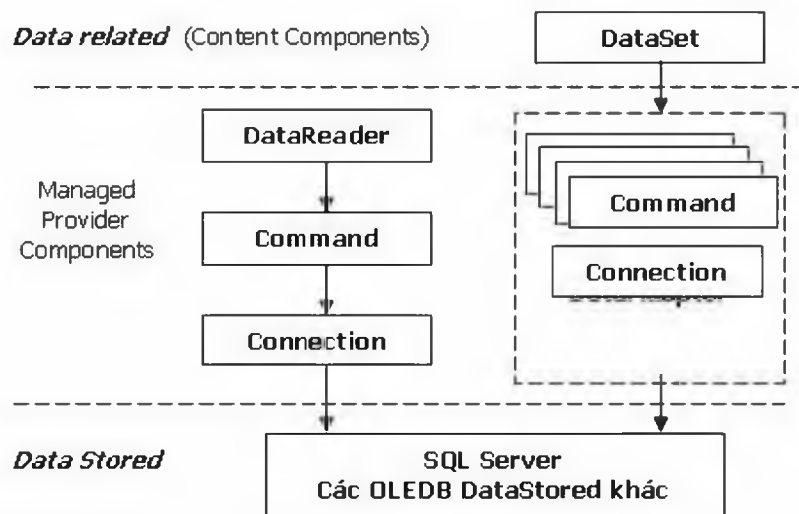 Data related (Content Components)
DataSet
DataReader
Managed
Provider
Components
Command
Command
Connection
Connection
SQL Server
Các OLEDB DataStored khác
Data Stored